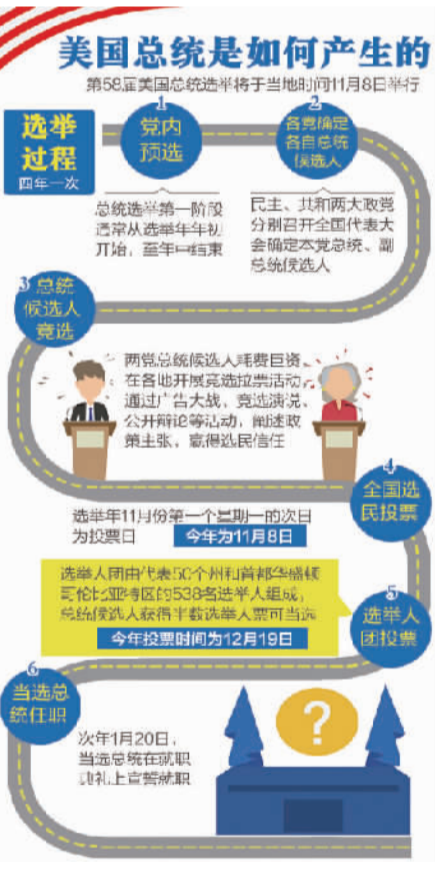 美国总统是如何产生的
第58届美国总统选举将于当地时间11月8日举行
选举
过程
四年一次
1
党内
预选
总统选举第一阶段
通常从选举年年初
开始，至年中结束
2
各党确定
各自总统
候选人
民主、共和两大政党
分别召开全国代表大
会确定本党总统、副
总统候选人
3
总统
候选人
竞选
两党总统候选人耗费巨资，
在各地开展竞选拉票活动，
通过广告大战、竞选演说、
公开辩论等活动，阐述政
策主张，赢得选民信任
4
全国选
民投票
选举年11月份第一个星期一的次日
为投票日
今年为11月8日
5
选举人
团投票
选举人团由代表50个州和首都华盛顿
哥伦比亚特区的538名选举人组成，
总统候选人获得半数选举人票可当选
今年投票时间为12月19日
6
当选总
统任职
次年1月20日，
当选总统在就职
典礼上宣誓就职
?